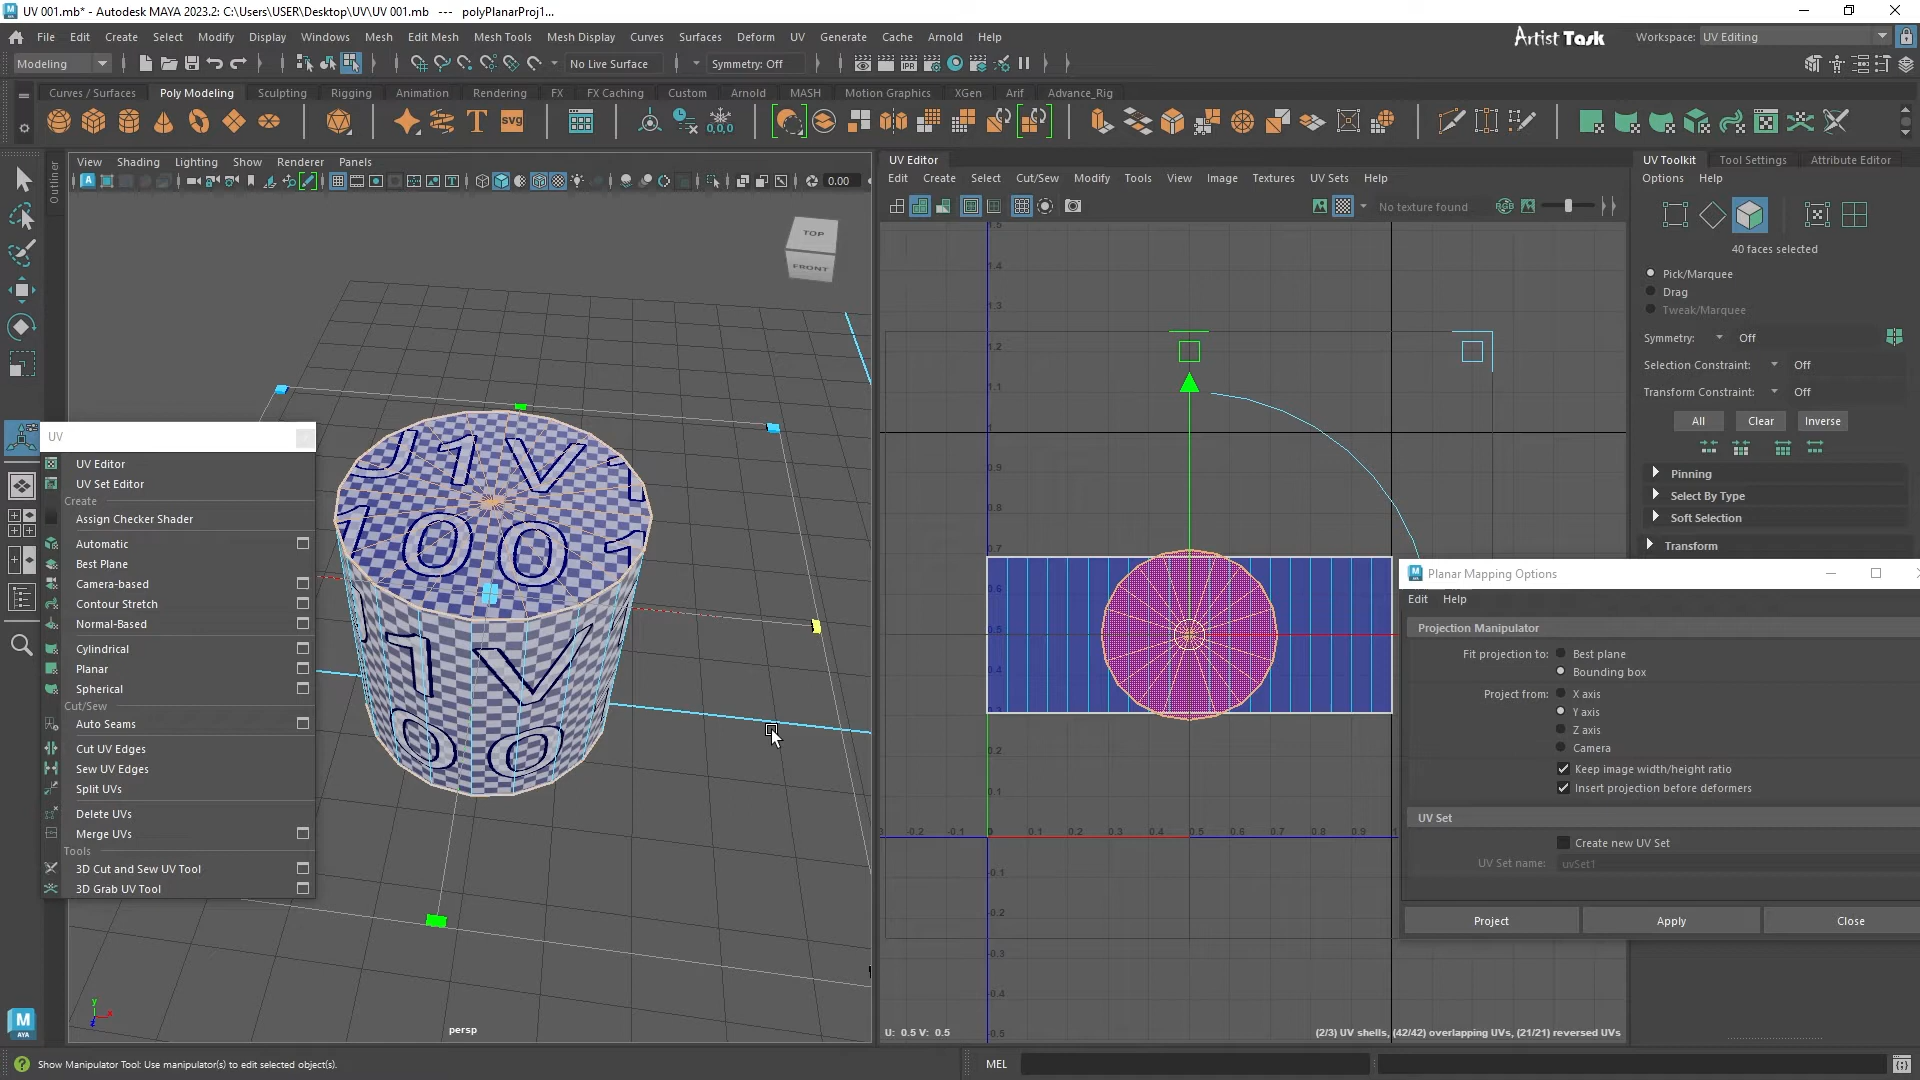 UV 001.mb* - Autodesk MAYA 2023.2: C:\Users\USER\Desktop\UV\UV 001.mb   ---   polyPlanarProj1...
File Edit Create Select Modify Display Windows Mesh Edit Mesh Mesh Tools Mesh Display Curves Surfaces Deform UV Generate Cache Arnold Help
Artist Task
Workspace: UV Editing
Modeling
No Live Surface
Symmetry: Off
Curves / Surfaces Poly Modeling Sculpting Rigging Animation Rendering FX FX Caching Custom Arnold MASH Motion Graphics XGen Arif Advance_Rig
View Shading Lighting Show Renderer Panels
0.00
Outliner
TOP
FRONT
UV
UV Editor
UV Set Editor
Create
Assign Checker Shader
Automatic
Best Plane
Camera-based
Contour Stretch
Normal-Based
Cylindrical
Planar
Spherical
Cut/Sew
Auto Seams
Cut UV Edges
Sew UV Edges
Split UVs
Delete UVs
Merge UVs
Tools
3D Cut and Sew UV Tool
3D Grab UV Tool
U1V1
1001
1V
00
persp
UV Editor
Edit Create Select Cut/Sew Modify Tools View Image Textures UV Sets Help
No texture found
U: 0.5 V: 0.5
(2/3) UV shells, (42/42) overlapping UVs, (21/21) reversed UVs
UV Toolkit Tool Settings Attribute Editor
Options Help
40 faces selected
Pick/Marquee
Drag
Tweak/Marquee
Symmetry: Off
Selection Constraint: Off
Transform Constraint: Off
All Clear Inverse
Pinning
Select By Type
Soft Selection
Transform
Planar Mapping Options
Edit Help
Projection Manipulator
Fit projection to: Best plane
Bounding box
Project from: X axis
Y axis
Z axis
Camera
Keep image width/height ratio
Insert projection before deformers
UV Set
Create new UV Set
UV Set name: uvSet1
Project Apply Close
Show Manipulator Tool: Use manipulator(s) to edit selected object(s).
MEL